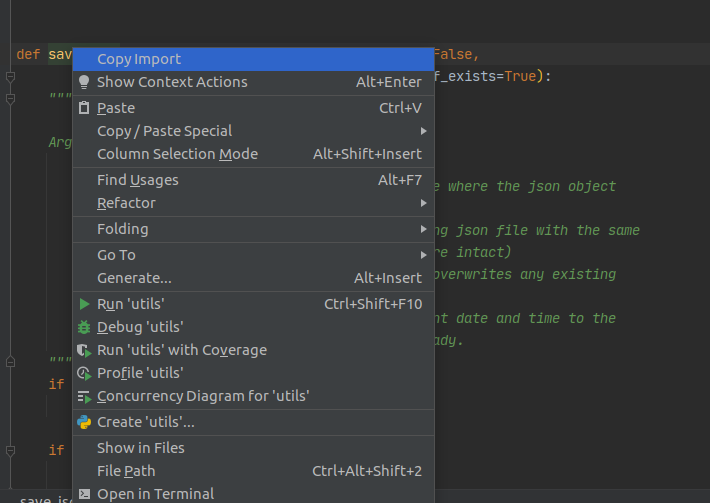 def sav False,
Copy Import
Show Context Actions Alt+Enter f_exists=True):
""" Paste Ctrl+V
Copy / Paste Special
Arg
Column Selection Mode Alt+Shift+Insert
Find Usages Alt+F7 e where the json object
Refactor
Folding ng json file with the same
Go To re intact)
Generate... Alt+Insert overwrites any existing
Run 'utils' Ctrl+Shift+F10
Debug 'utils' nt date and time to the
Run 'utils' with Coverage ady.
"""
Profile 'utils'
if
Concurrency Diagram for 'utils'
Create 'utils'...
Show in Files
if
File Path Ctrl+Alt+Shift+2
Open in Terminal